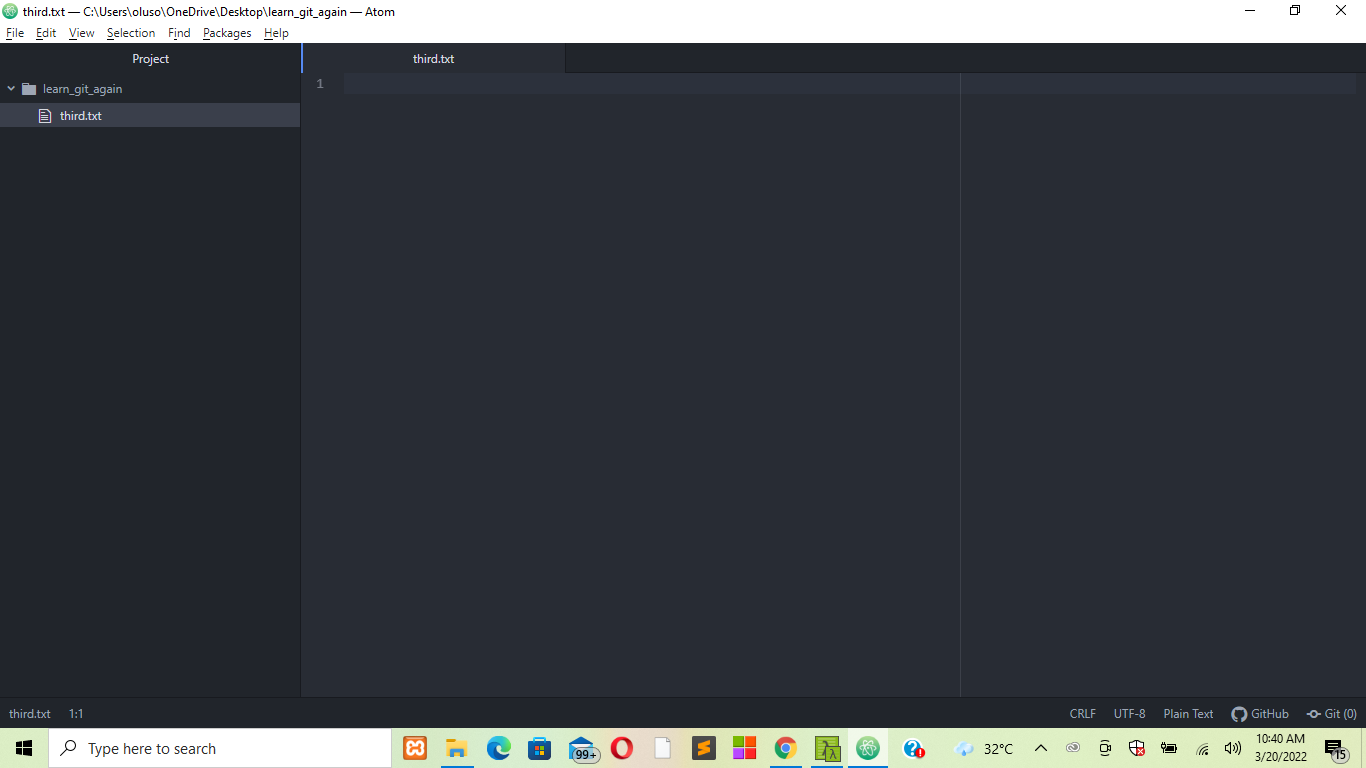 third.txt — C:\Users\oluso\OneDrive\Desktop\learn_git_again — Atom
File Edit View Selection Find Packages Help
Project
third.txt
learn_git_again
1
third.txt
third.txt 1:1
CRLF UTF-8 Plain Text GitHub Git (0)
Type here to search
99+
32°C
10:40 AM
3/20/2022
15